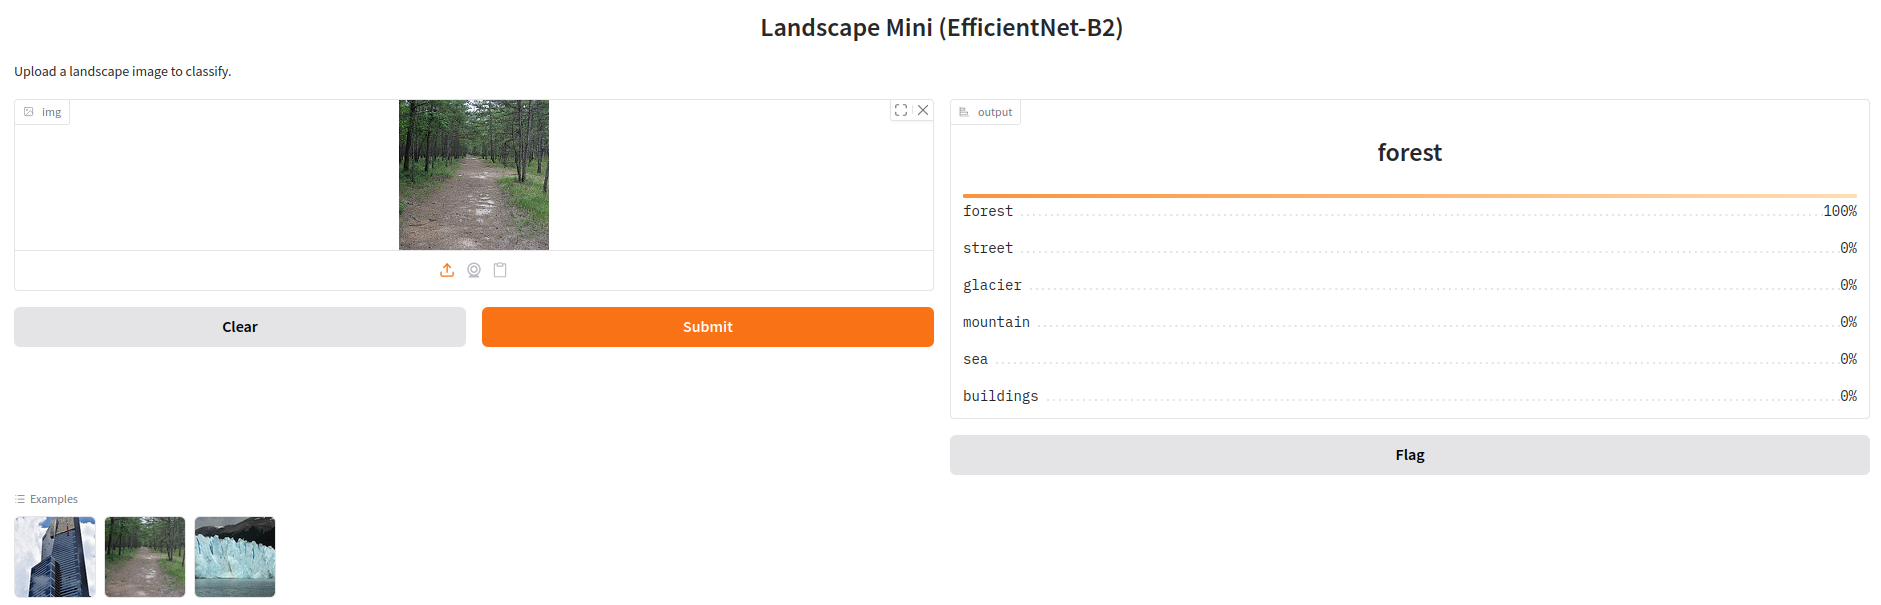 Landscape Mini (EfficientNet-B2)
Upload a landscape image to classify.
img
Clear
Submit
output
forest
forest 100%
street 0%
glacier 0%
mountain 0%
sea 0%
buildings 0%
Flag
Examples